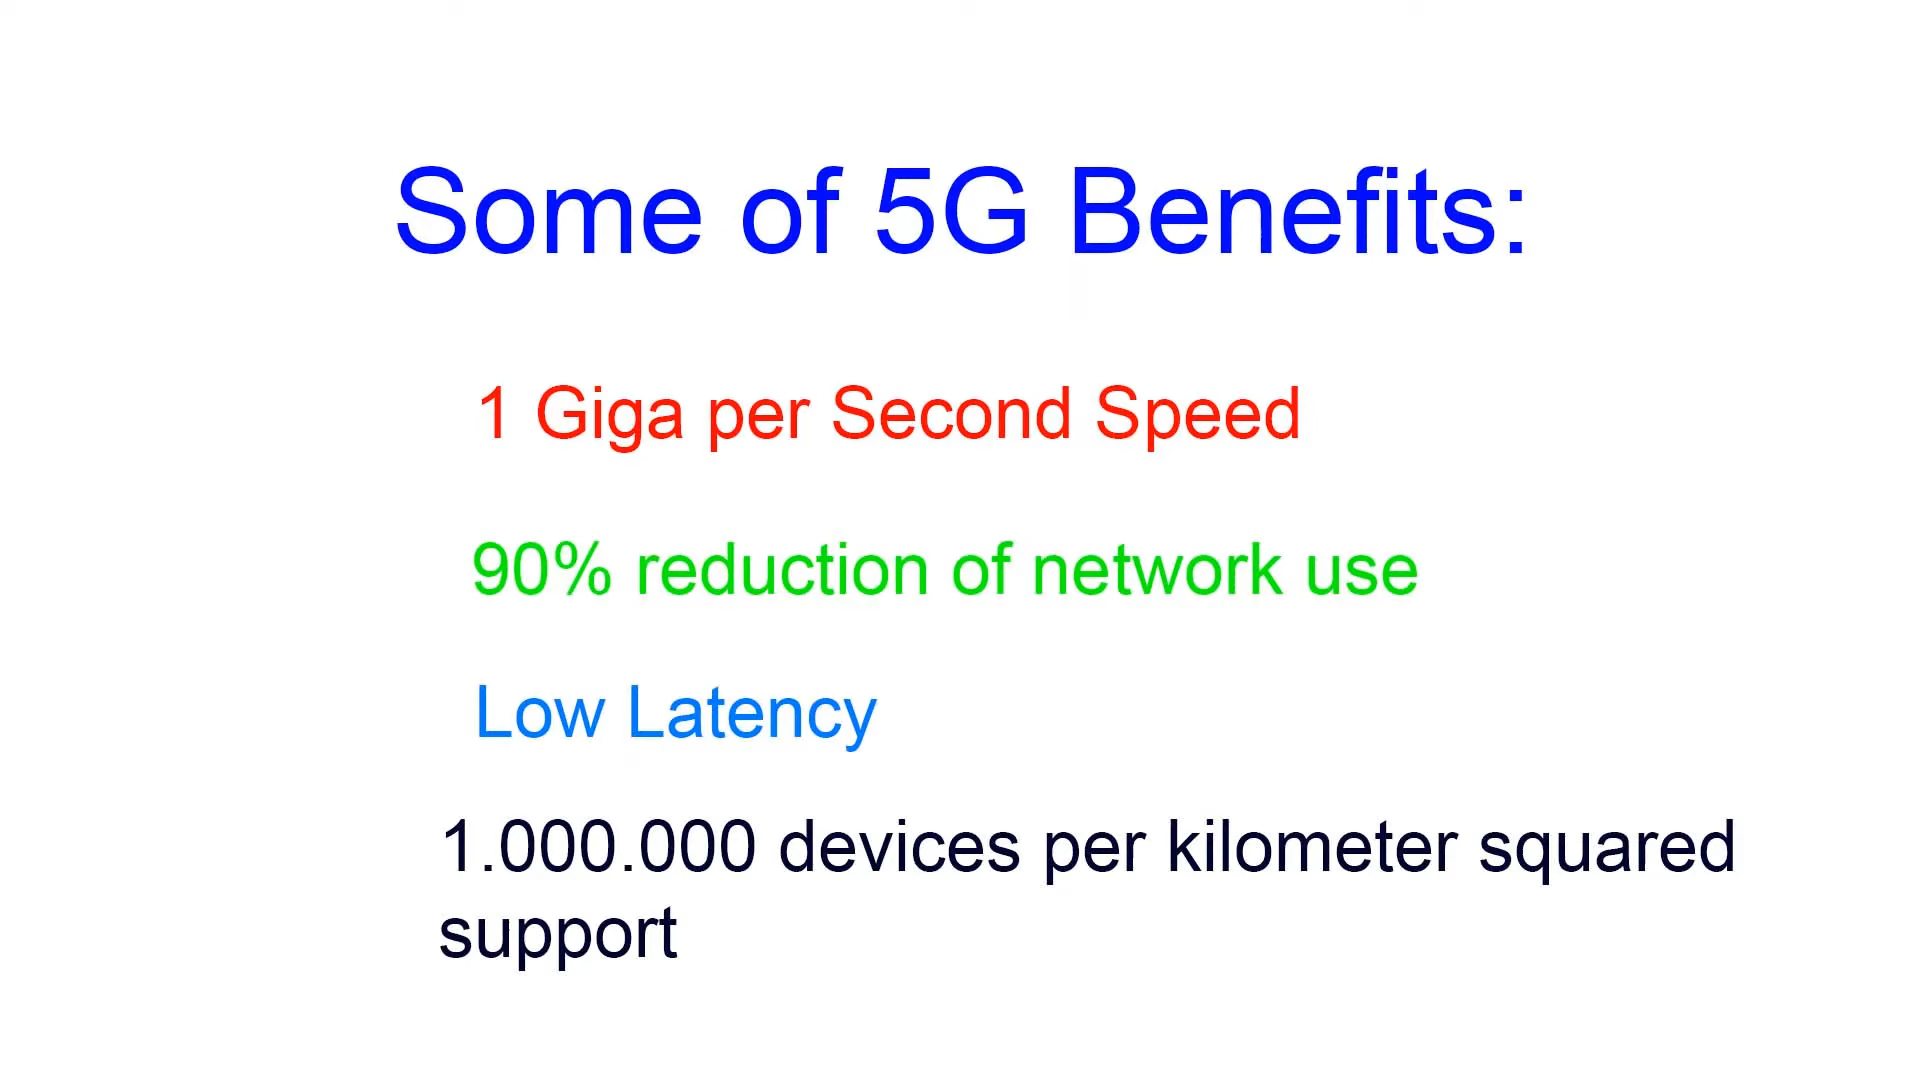 Some of 5G Benefits:
1 Giga per Second Speed
90% reduction of network use
Low Latency
1.000.000 devices per kilometer squared
support